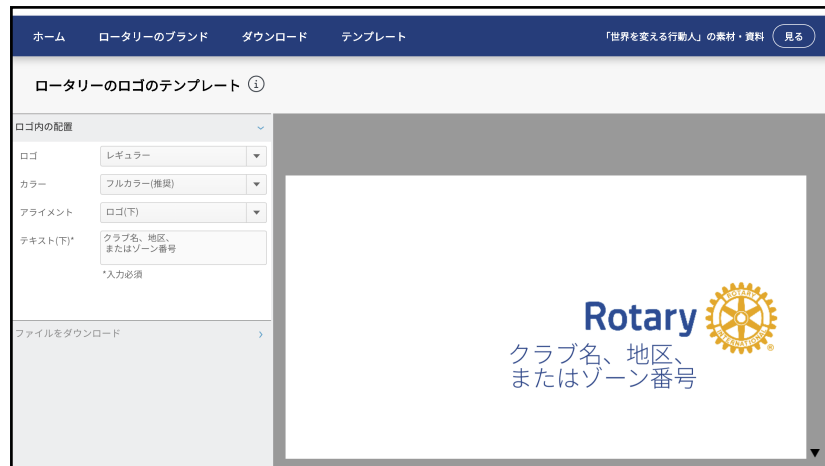 ホーム ロータリーのブランド ダウンロード テンプレート 「世界を変える行動人」の素材・資料 見る
ロータリーのロゴのテンプレート i
ロゴ内の配置
ロゴ レギュラー
カラー フルカラー(推奨)
アライメント ロゴ(下)
テキスト(下)* クラブ名、地区、
またはゾーン番号
*入力必須
ファイルをダウンロード
Rotary
ROTARY
INTERNATIONAL
®
クラブ名、地区、
またはゾーン番号